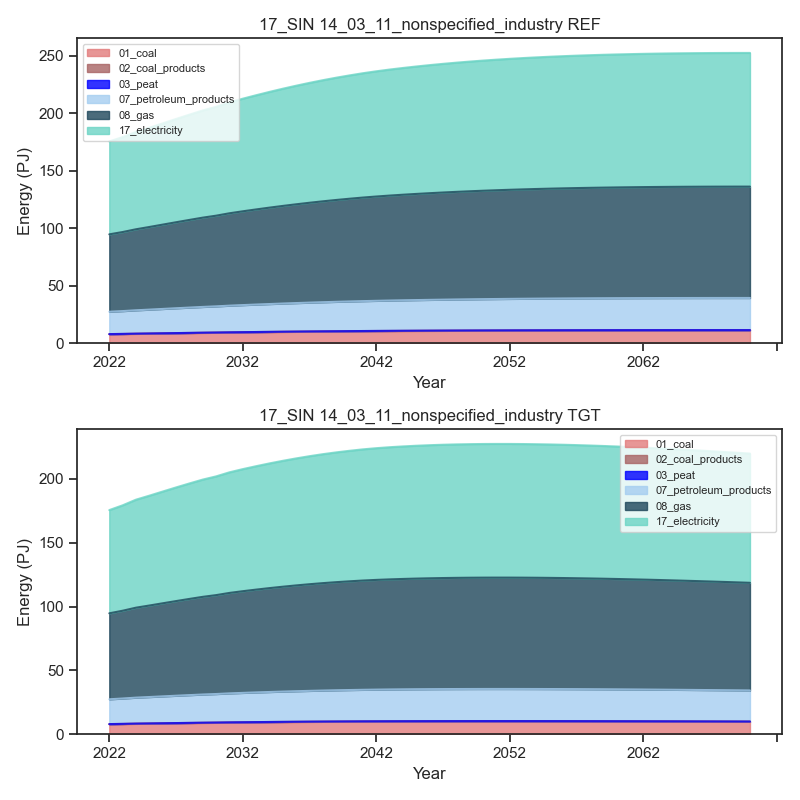 17_SIN 14_03_11_nonspecified_industry REF
01_coal
02_coal_products
03_peat
07_petroleum_products
08_gas
17_electricity
Energy (PJ)
250
200
150
100
50
0
2022 2032 2042 2052 2062
Year
17_SIN 14_03_11_nonspecified_industry TGT
01_coal
02_coal_products
03_peat
07_petroleum_products
08_gas
17_electricity
Energy (PJ)
200
150
100
50
0
2022 2032 2042 2052 2062
Year